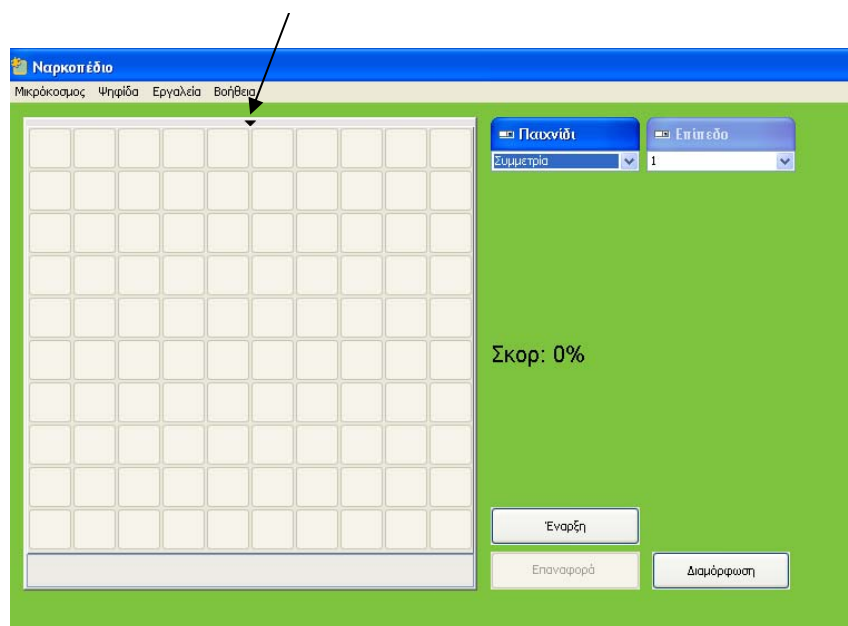 Ναρκοπέδιο
Μικρόκοσμος Ψηφίδα Εργαλεία Βοήθεια
Παιχνίδι Επίπεδο
Συμμετρία 1
Σκορ: 0%
Έναρξη
Επαναφορά Διαμόρφωση